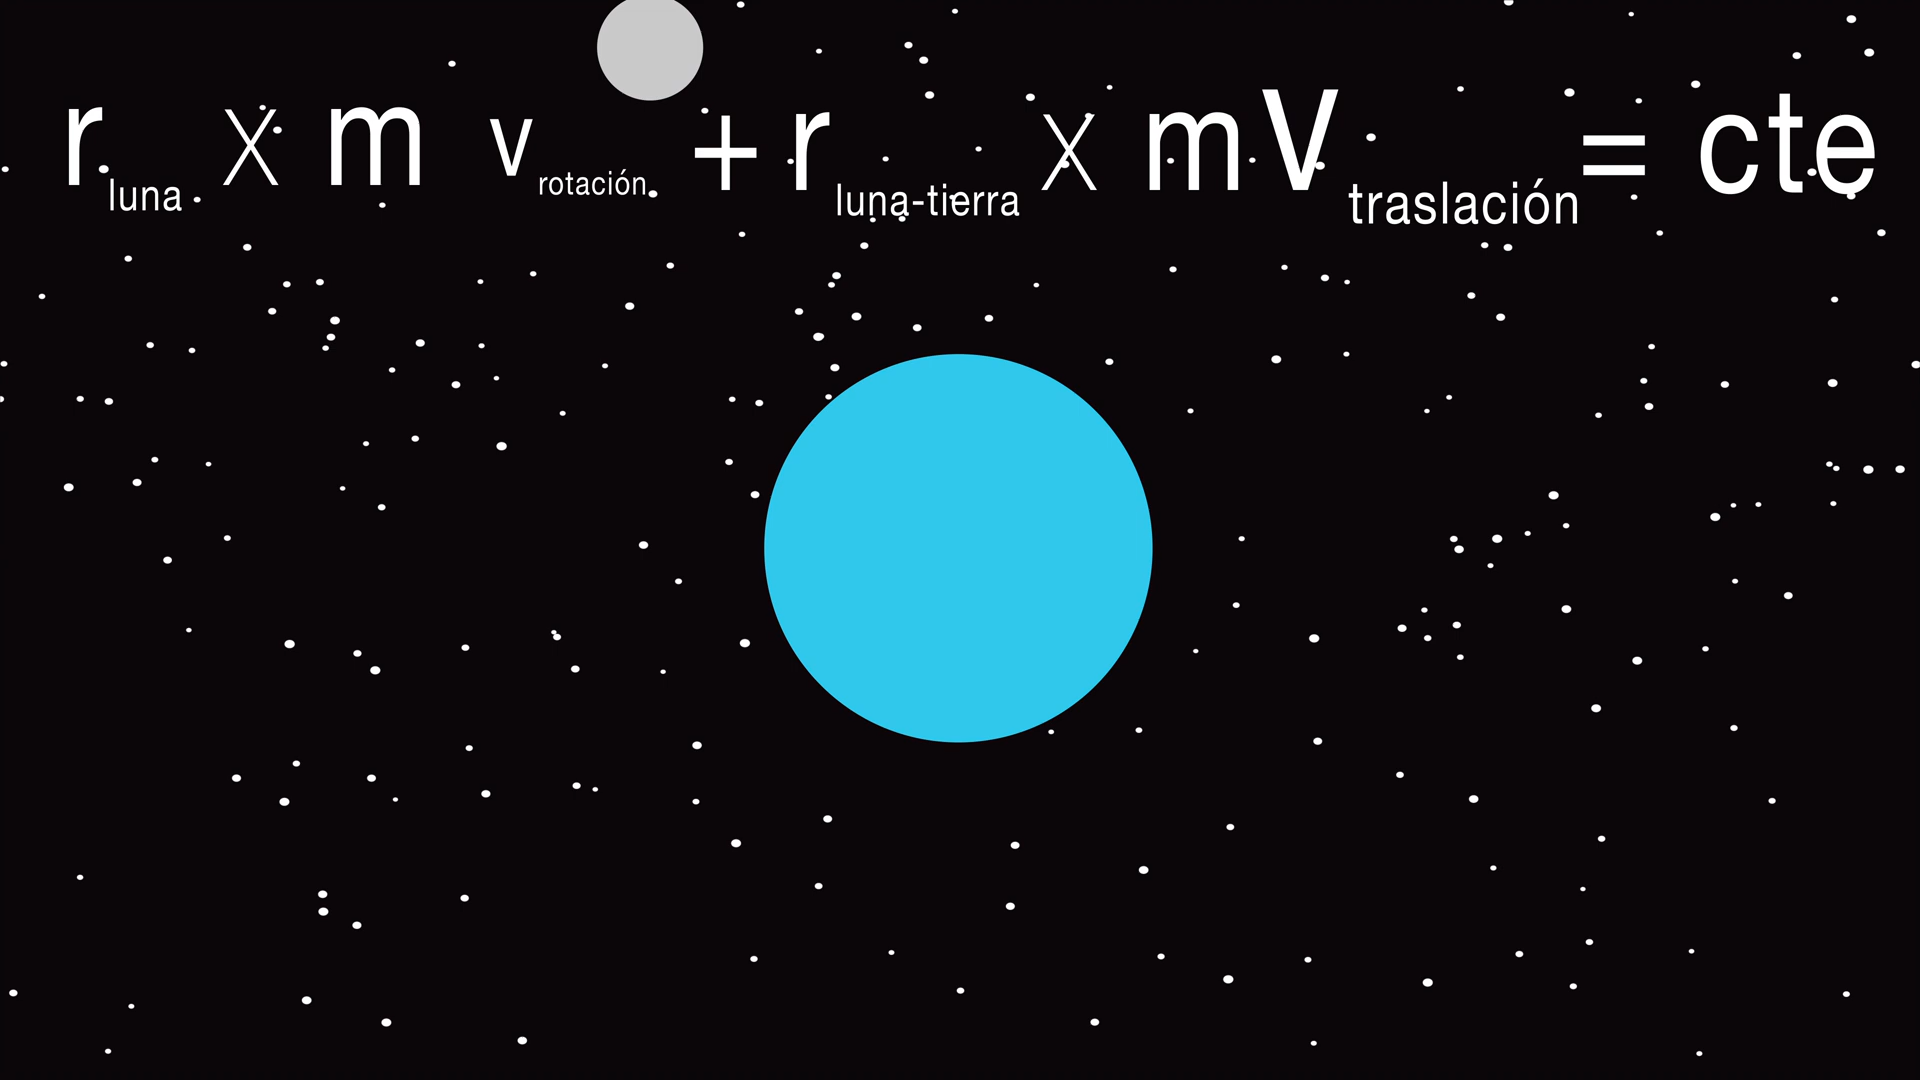 r luna X m v rotación + r luna-tierra X mV traslación = cte